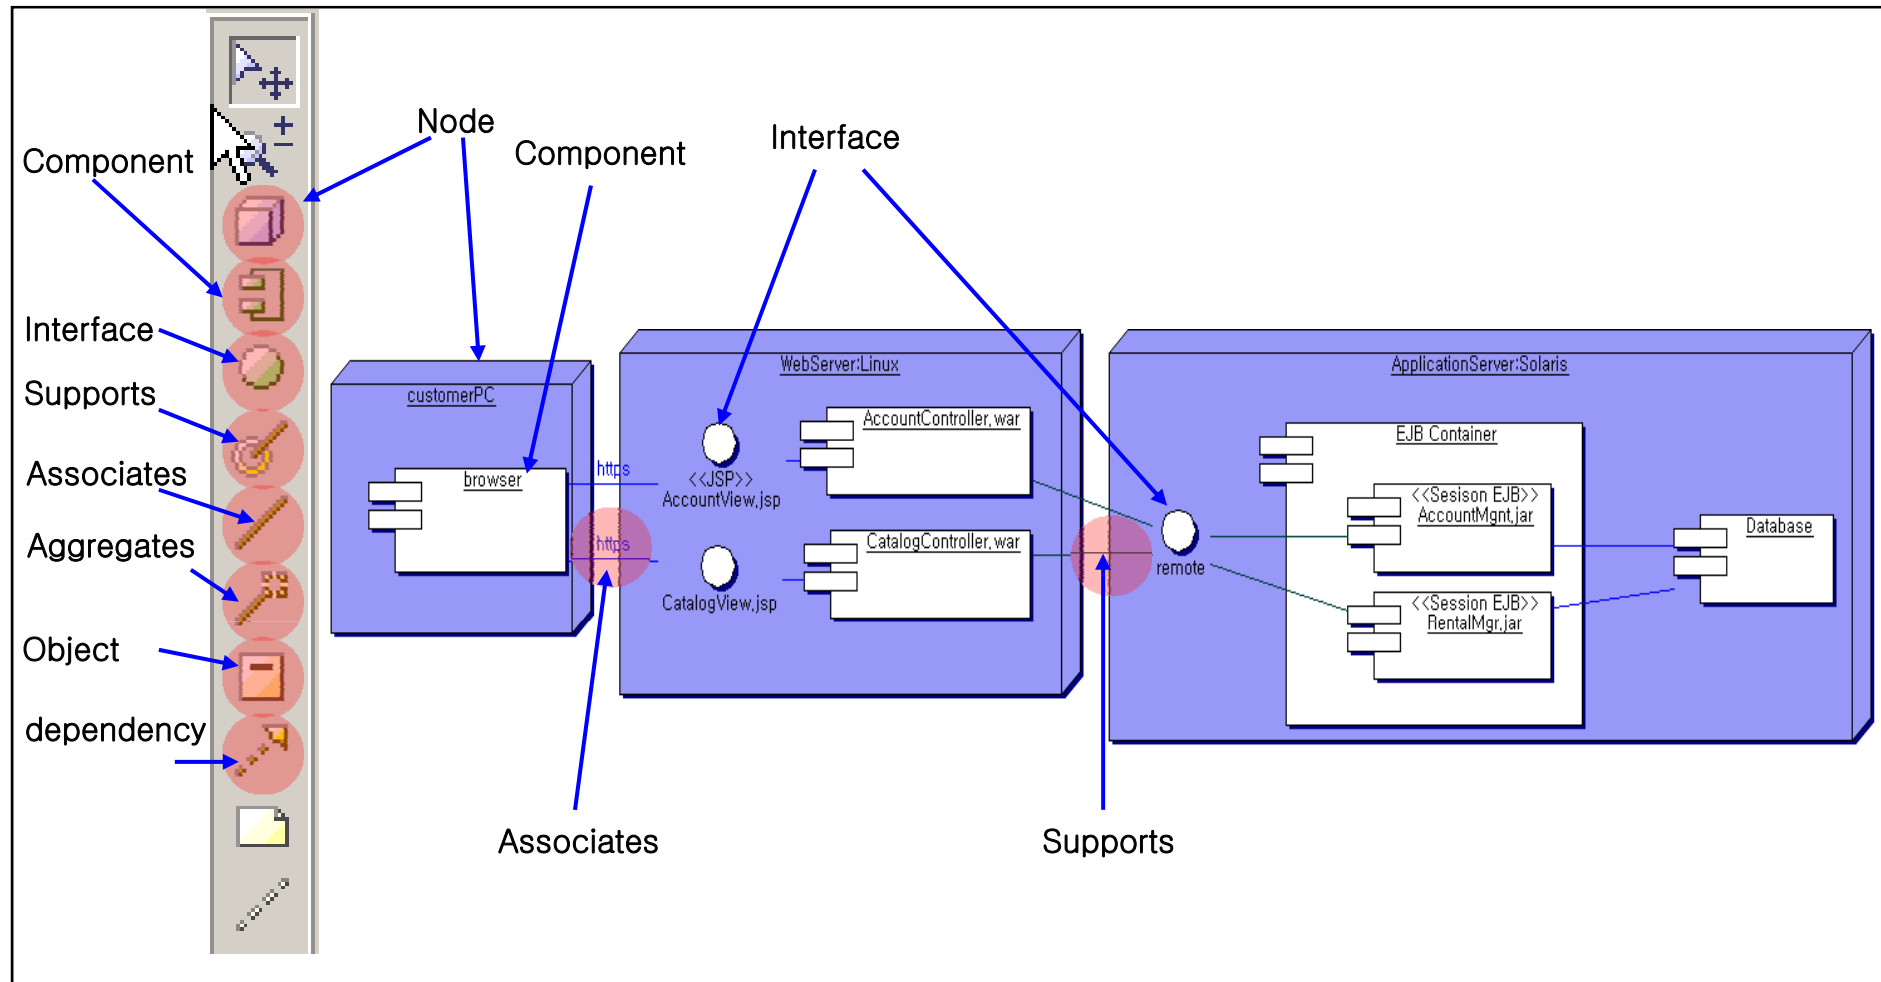 Node
Component
Interface
Component
Interface
Supports
Associates
Aggregates
Object
dependency
customerPC
browser
https
https
WebServer:Linux
<<JSP>>
AccountView.jsp
CatalogView.jsp
AccountController.war
CatalogController.war
remote
ApplicationServer:Solaris
EJB Container
<<Sesison EJB>>
AccountMgnt.jar
<<Session EJB>>
RentalMgr.jar
Database
Associates
Supports